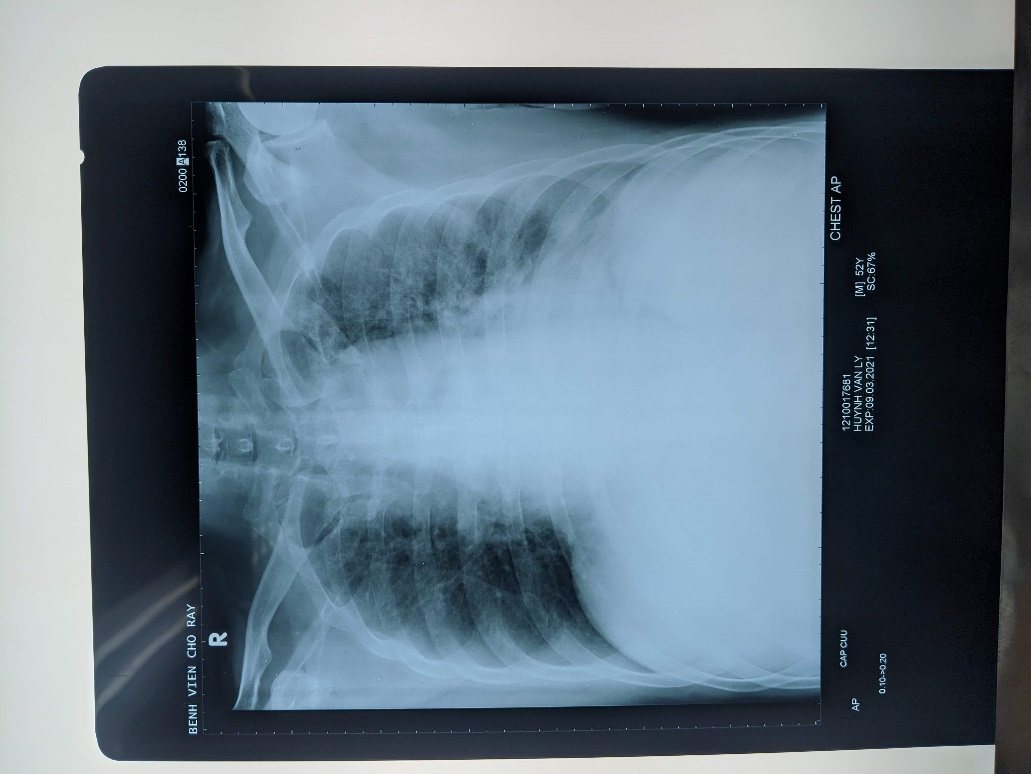 BENH VIEN CHO RAY
0200 A 138
R
CHEST AP
1210017681
HUYNH VAN LY [M] 52Y
EXP:09.03.2021 [12:31] SC:67%
CAP CUU
AP
0.10->0.20